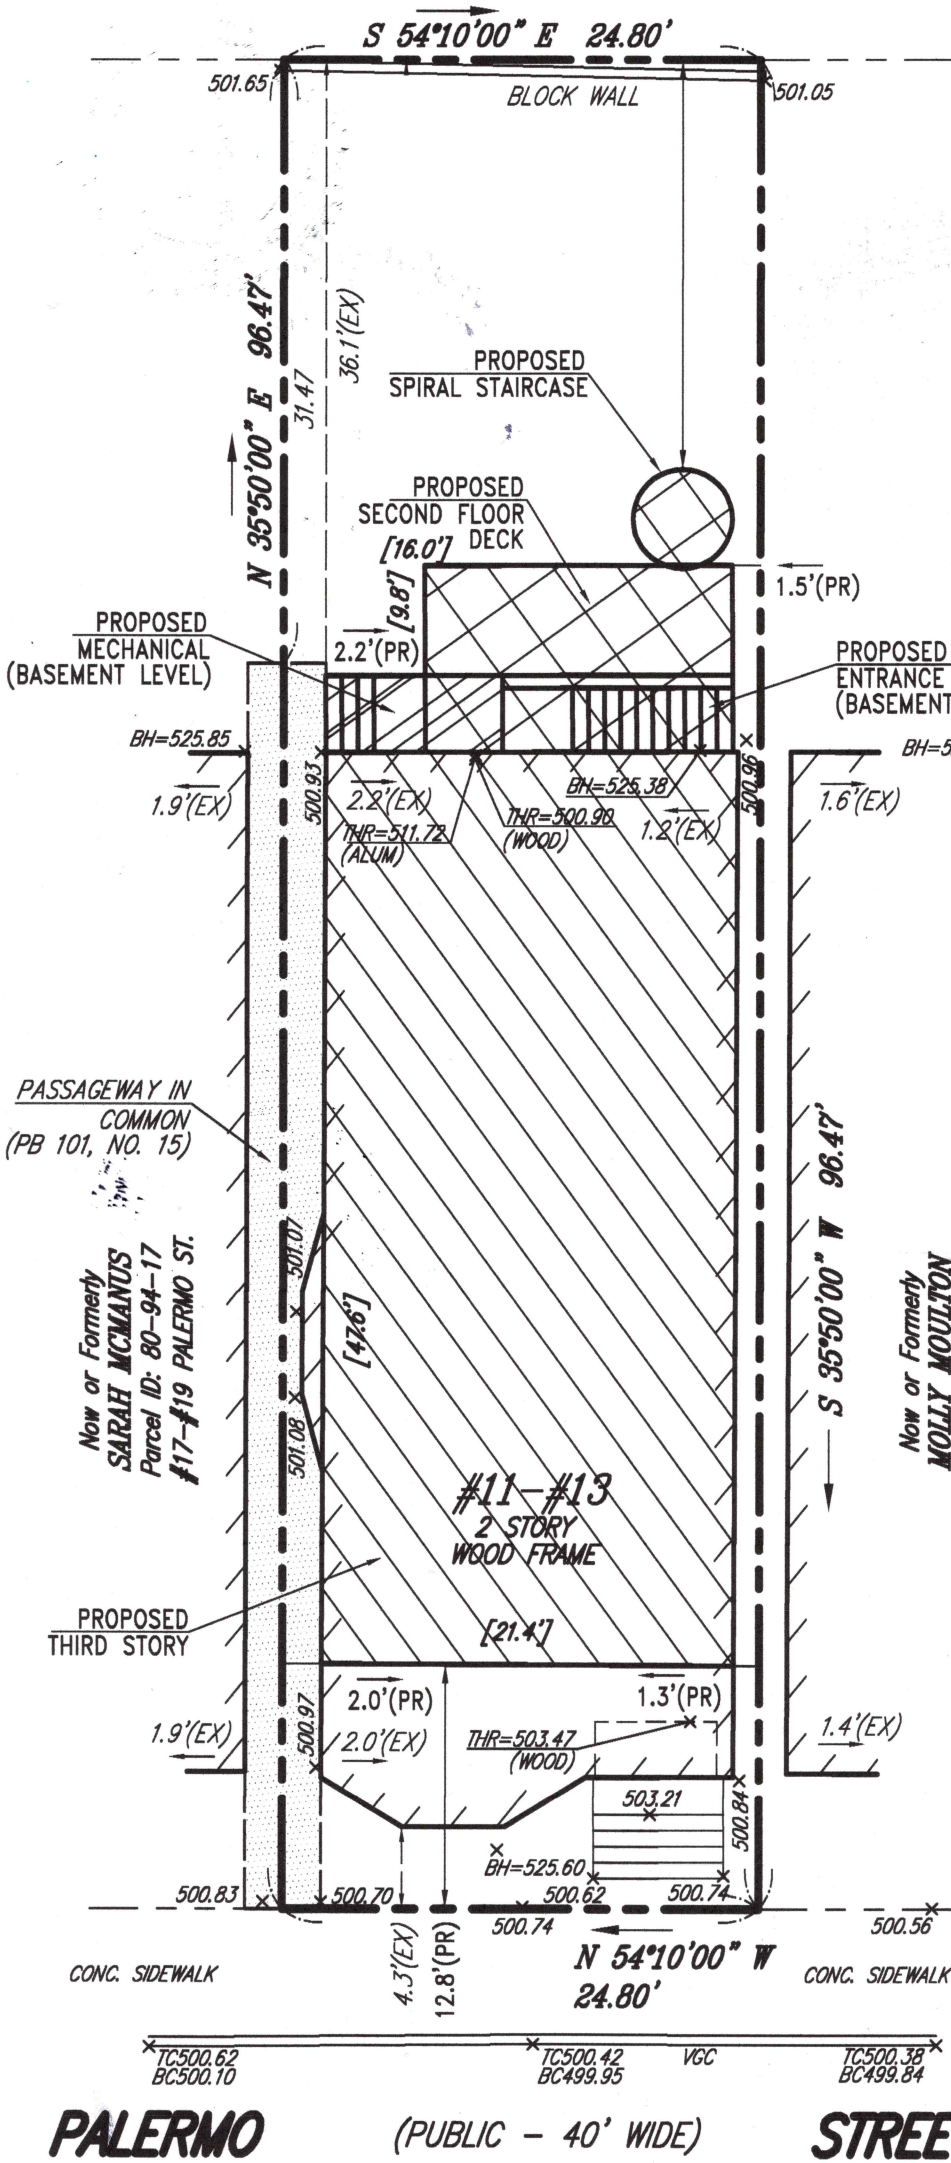 S 54°10'00" E 24.80'
501.65
BLOCK WALL
501.05
N 35°50'00" E 96.47'
31.47
36.1'(EX)
PROPOSED
SPIRAL STAIRCASE
PROPOSED
SECOND FLOOR
DECK
[16.0']
[9.8']
1.5'(PR)
2.2'(PR)
PROPOSED
MECHANICAL
(BASEMENT LEVEL)
PROPOSED
ENTRANCE
(BASEMENT
BH=525.85
500.93
500.96
BH=5
1.9'(EX)
2.2'(EX)
BH=525.38
1.6'(EX)
THR=511.72
(ALUM)
THR=500.90
(WOOD)
1.2'(EX)
PASSAGEWAY IN
COMMON
(PB 101, NO. 15)
S 35°50'00" W 96.47'
501.07
[47.6']
501.08
Now or Formerly
SARAH MCMANUS
Parcel ID: 80-94-17
#17-#19 PALERMO ST.
Now or Formerly
MOLLY MOULTON
#11-#13
2 STORY
WOOD FRAME
PROPOSED
THIRD STORY
[21.4']
2.0'(PR)
1.3'(PR)
500.97
1.9'(EX)
2.0'(EX)
THR=503.47
(WOOD)
1.4'(EX)
503.21
500.84
BH=525.60
500.83
500.70
500.62
500.74
500.74
500.56
4.3'(EX)
12.8'(PR)
N 54°10'00" W
24.80'
CONC. SIDEWALK
CONC. SIDEWALK
TC500.62
BC500.10
TC500.42
BC499.95
VGC
TC500.38
BC499.84
PALERMO (PUBLIC - 40' WIDE) STREE